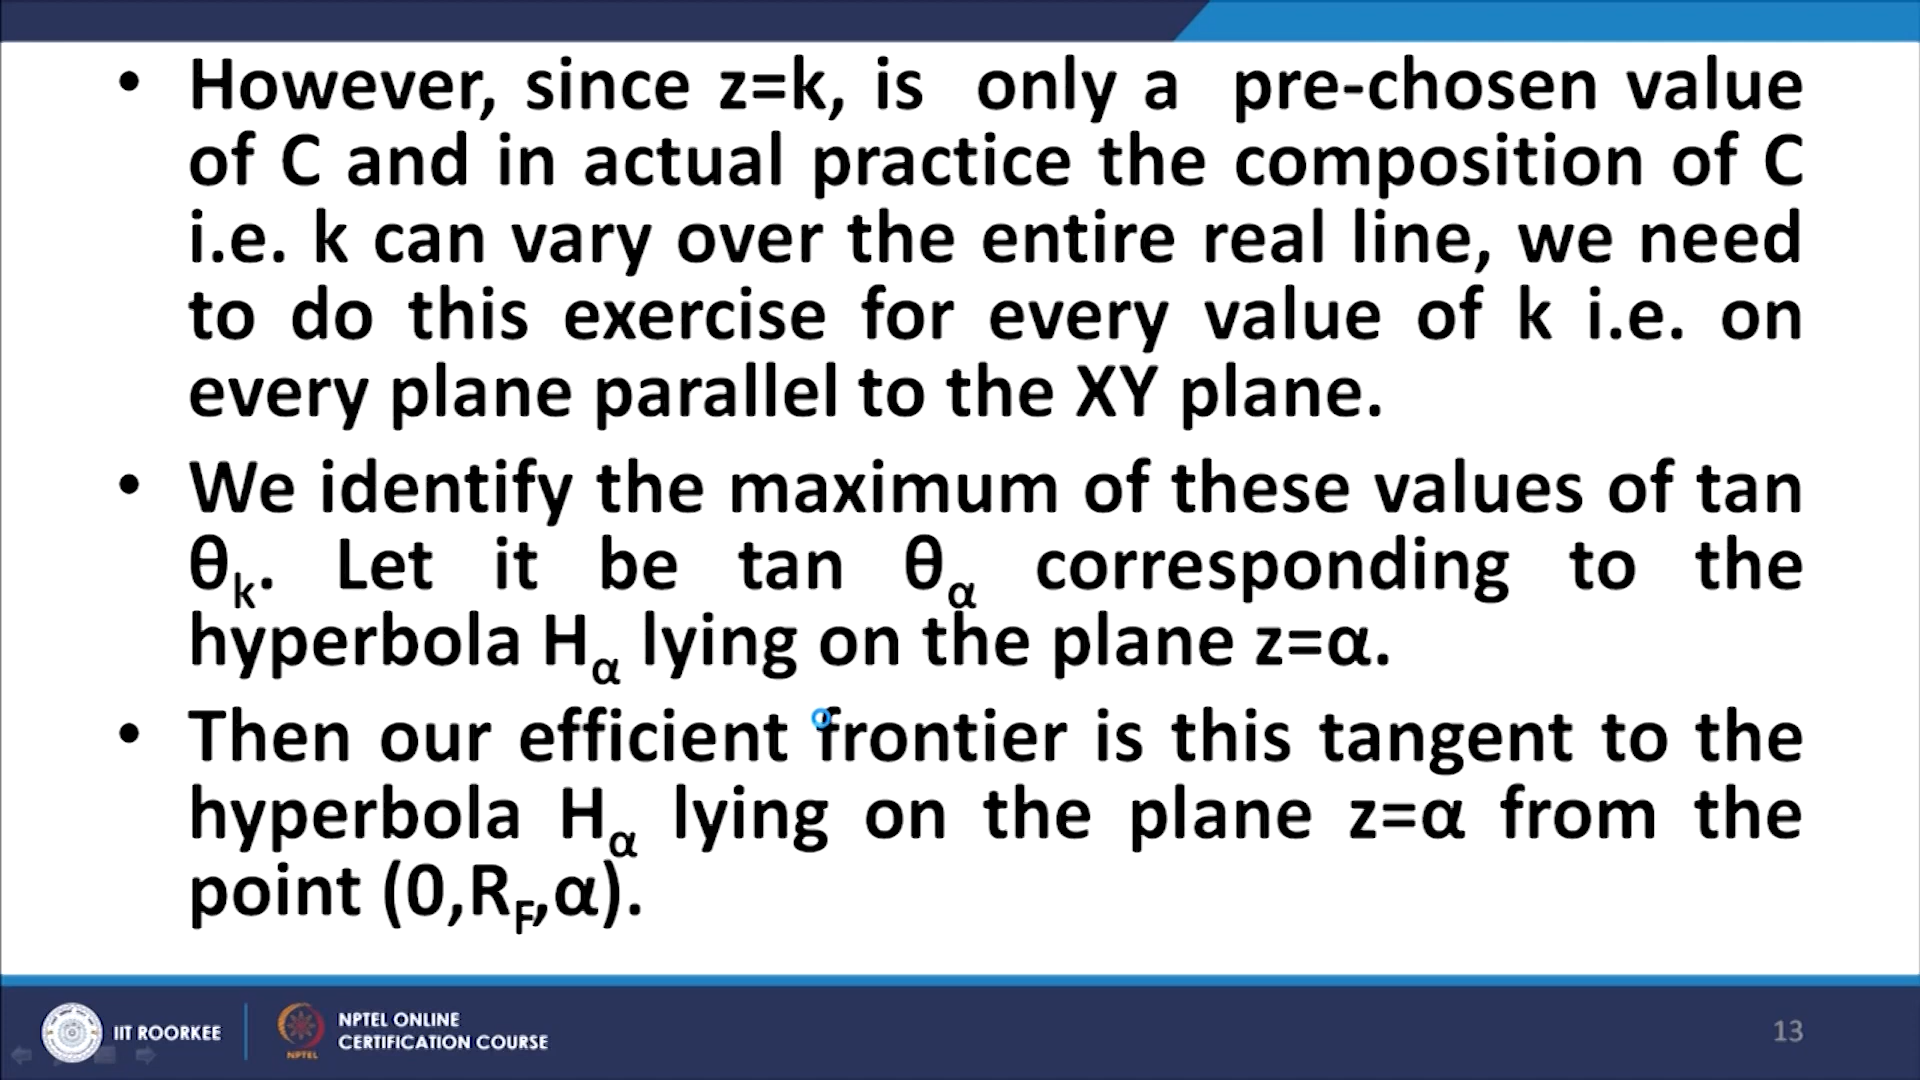 • However, since z=k, is only a pre-chosen value
of C and in actual practice the composition of C
i.e. k can vary over the entire real line, we need
to do this exercise for every value of k i.e. on
every plane parallel to the XY plane.
• We identify the maximum of these values of tan
θₖ. Let it be tan θα corresponding to the
hyperbola Hα lying on the plane z=α.
• Then our efficient frontier is this tangent to the
hyperbola Hα lying on the plane z=α from the
point (0,RF,α).
IIT ROORKEE
NPTEL
NPTEL ONLINE
CERTIFICATION COURSE
13